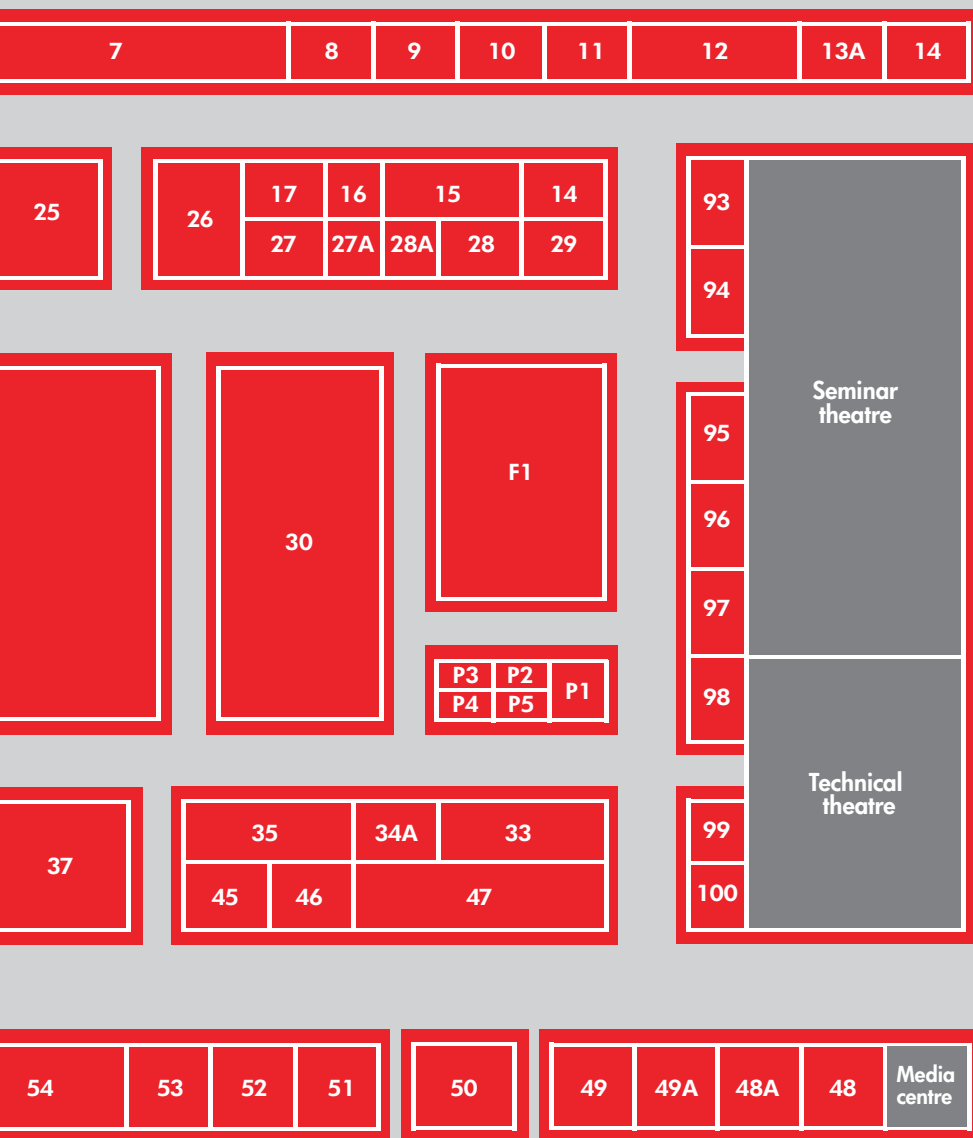 7 8 9 10 11 12 13A 14
25
26
17 16 15 14
27 27A 28A 28 29
93
94
Seminar
theatre
95
96
97
98
30
F1
P3 P2 P1
P4 P5
Technical
theatre
99
100
37
35 34A 33
45 46 47
54 53 52 51 50 49 49A 48A 48
Media
centre